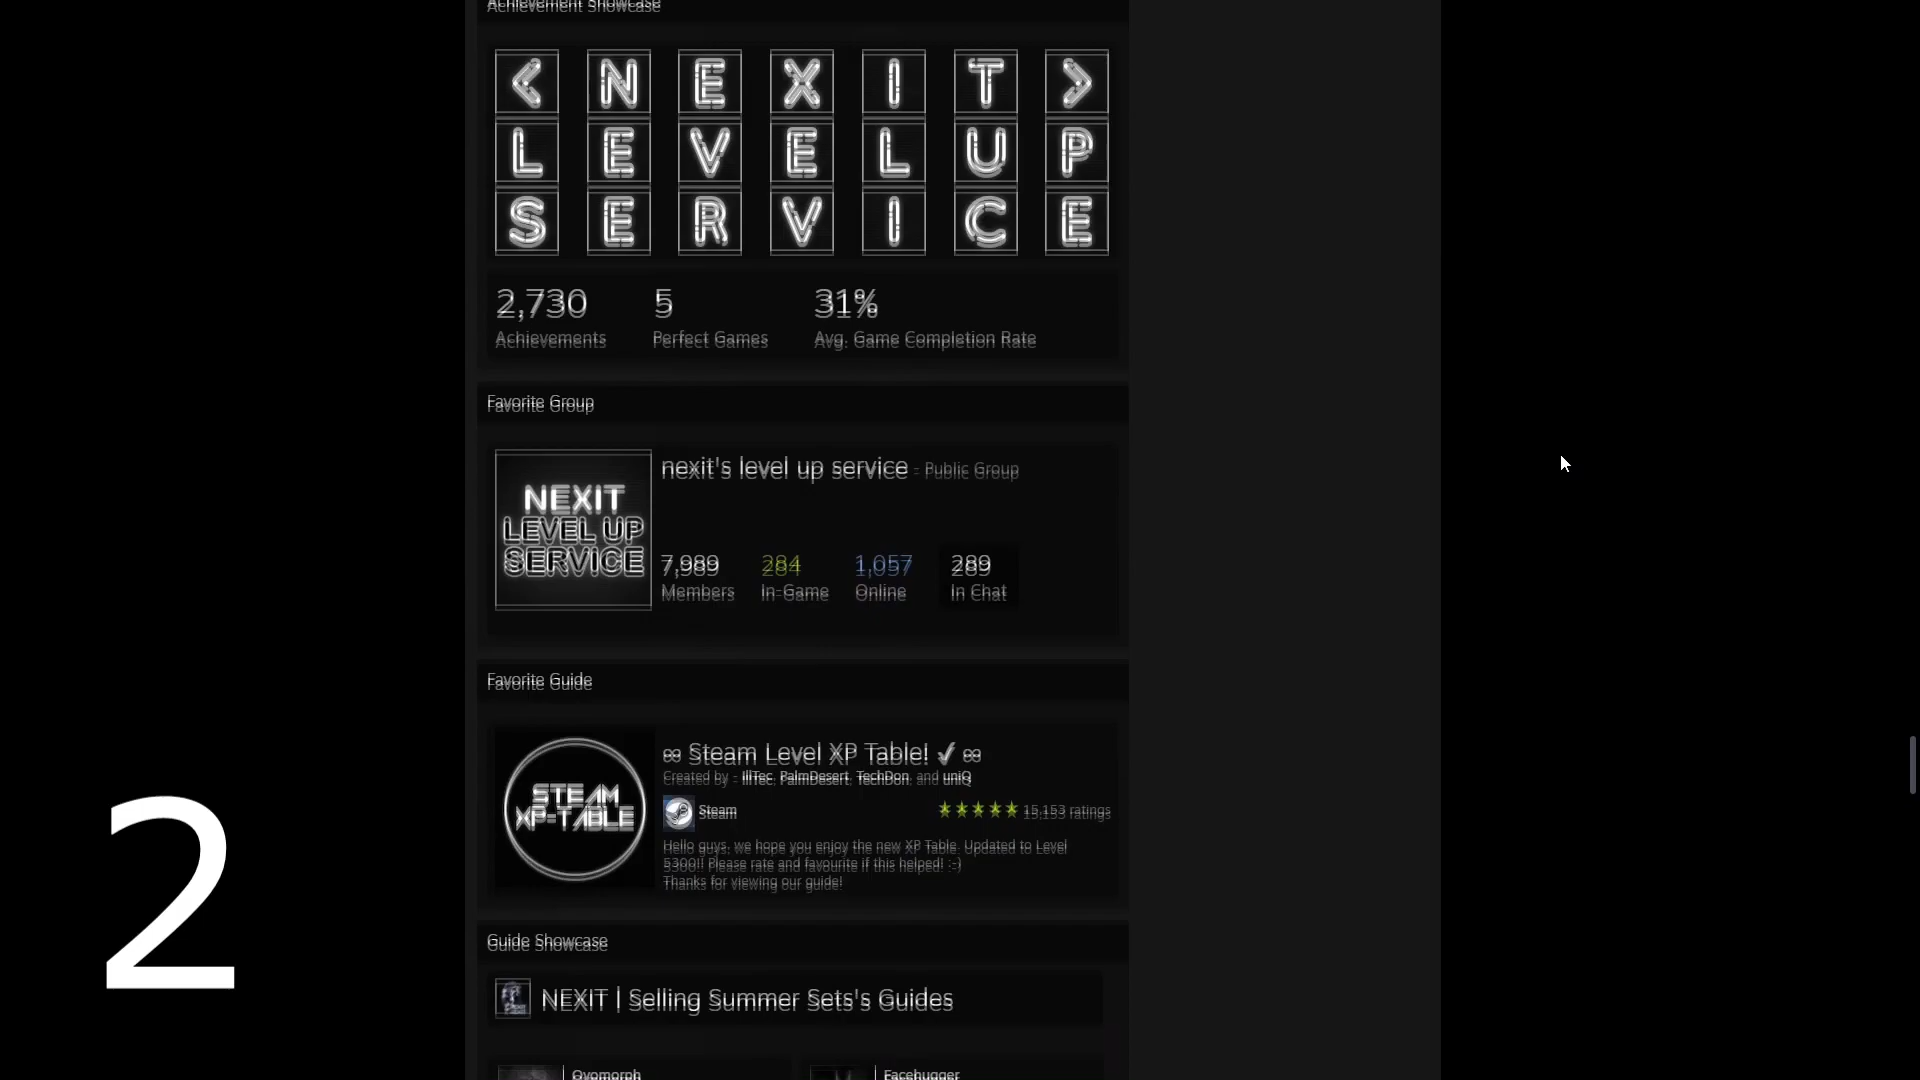 Achievement Showcase
< N E X I T >
L E V E L U P
S E R V I C E
2,730 5 31%
Achievements Perfect Games Avg. Game Completion Rate
Favorite Group
nexit's level up service - Public Group
NEXIT
LEVEL UP
SERVICE
7,989 284 1,057 289
Members In-Game Online In Chat
Favorite Guide
∞ Steam Level XP Table! ✓ ∞
Created by - illTec, PalmDesert, TechDon, and uniQ
STEAM
XP-TABLE
Steam 15,153 ratings
Hello guys, we hope you enjoy the new XP Table. Updated to Level
5300!! Please rate and favourite if this helped! :-)
Thanks for viewing our guide!
Guide Showcase
NEXIT | Selling Summer Sets's Guides
Ovomorph Facehugger
2